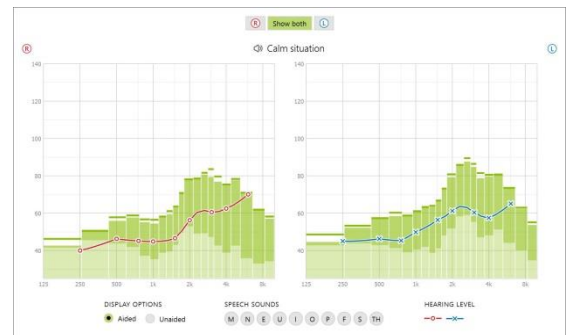 R Show both L
R Calm situation L
140 140
120 120
100 100
80 80
60 60
40 40
125 250 500 1k 2k 4k 8k 125 250 500 1k 2k 4k 8k
DISPLAY OPTIONS SPEECH SOUNDS HEARING LEVEL
Aided Unaided M N E U I O P F S TH